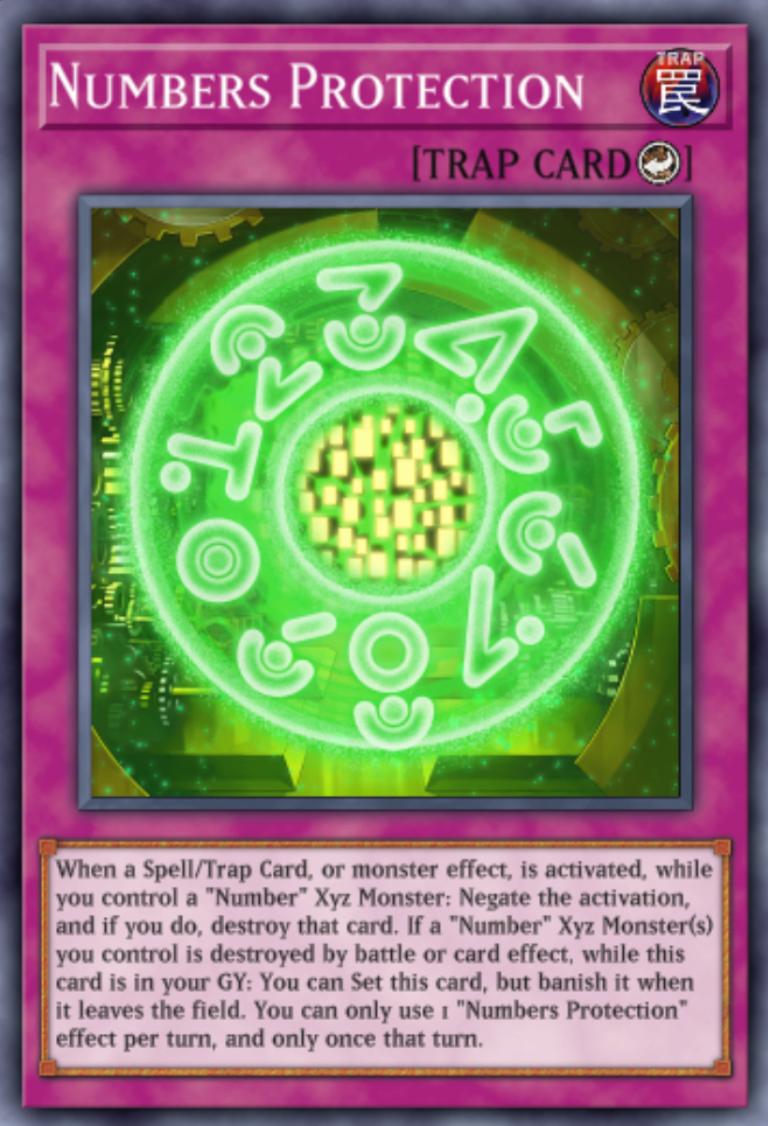 NUMBERS PROTECTION
TRAP
罠
[TRAP CARD]
When a Spell/Trap Card, or monster effect, is activated, while
you control a "Number" Xyz Monster: Negate the activation,
and if you do, destroy that card. If a "Number" Xyz Monster(s)
you control is destroyed by battle or card effect, while this
card is in your GY: You can Set this card, but banish it when
it leaves the field. You can only use 1 "Numbers Protection"
effect per turn, and only once that turn.